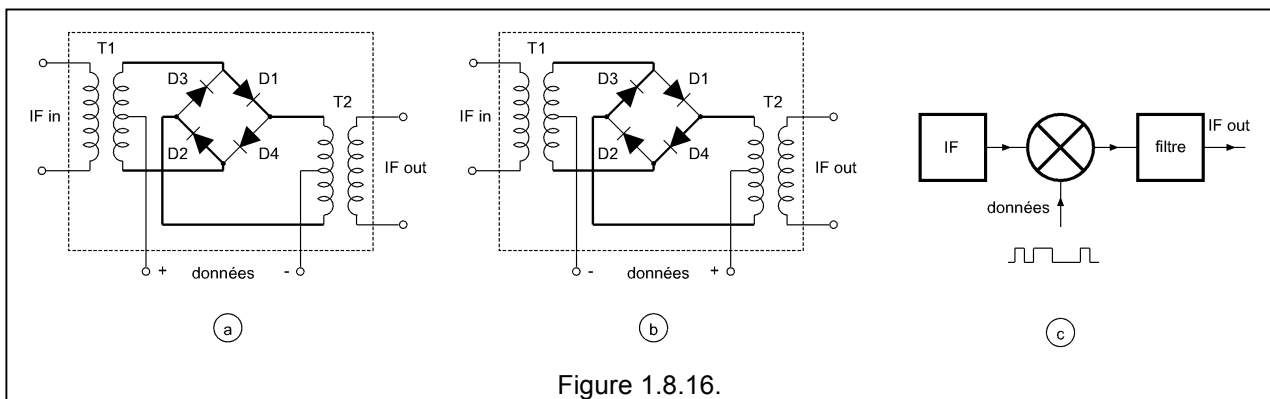 T1
D3
D1
T2
IF in
D2
D4
IF out
+
données
-
a
T1
D3
D1
T2
IF in
D2
D4
IF out
-
données
+
b
IF
filtre
IF out
données
c
Figure 1.8.16.